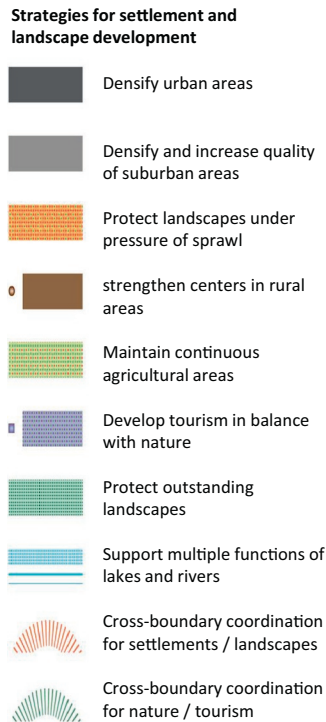 Strategies for settlement and
landscape development
Densify urban areas
Densify and increase quality
of suburban areas
Protect landscapes under
pressure of sprawl
strengthen centers in rural
areas
Maintain continuous
agricultural areas
Develop tourism in balance
with nature
Protect outstanding
landscapes
Support multiple functions of
lakes and rivers
Cross-boundary coordination
for settlements / landscapes
Cross-boundary coordination
for nature / tourism